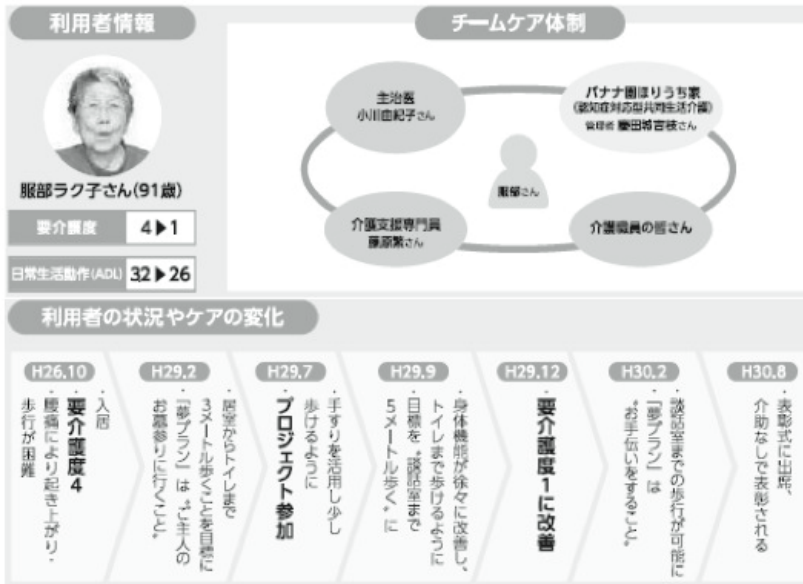 利用者情報
服部ラク子さん(91歳)
要介護度 4▶1
日常生活動作(ADL) 32▶26
チームケア体制
主治医
小川由紀子さん
バナナ園ほりうち家
(認知症対応型共同生活介護)
管理者
服部さん
介護支援専門員
藤原繁さん
介護職員の皆さん
利用者の状況やケアの変化
H26.10
・入居
・要介護度4
・腰痛により起き上がり・
歩行が困難
H29.2
・居室からトイレまで
3メートル歩くことを目標に
・「夢プラン」は“ご主人の
お墓参りに行くこと”
H29.7
・手すりを活用し少し
歩けるように
・プロジェクト参加
H29.9
・身体機能が徐々に改善し、
トイレまで歩けるように
・目標を“談話室まで
5メートル歩く”に
H29.12
・要介護度1に改善
H30.2
・談話室までの歩行が可能に
・「夢プラン」は
“お手伝いをすること”
H30.8
・表彰式に出席、
介助なしで表彰される